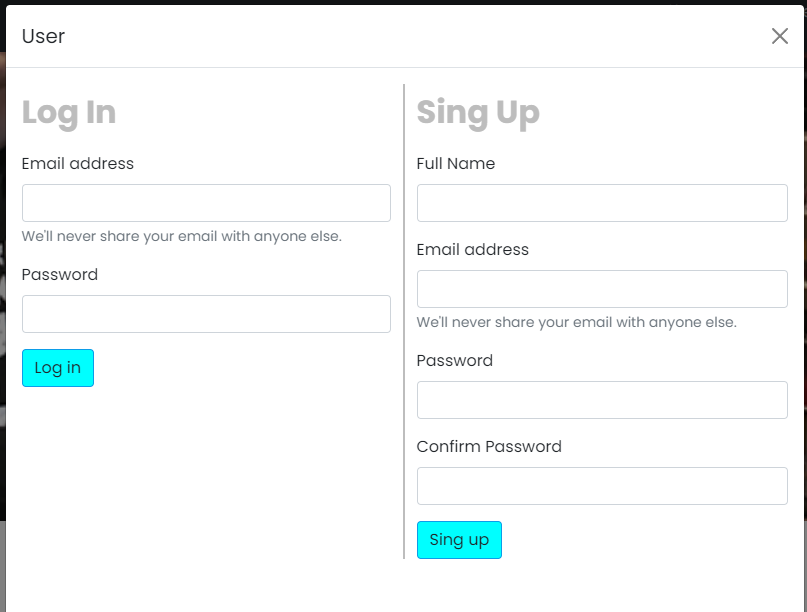 User
Log In
Email address
We'll never share your email with anyone else.
Password
Log in
Sing Up
Full Name
Email address
We'll never share your email with anyone else.
Password
Confirm Password
Sing up